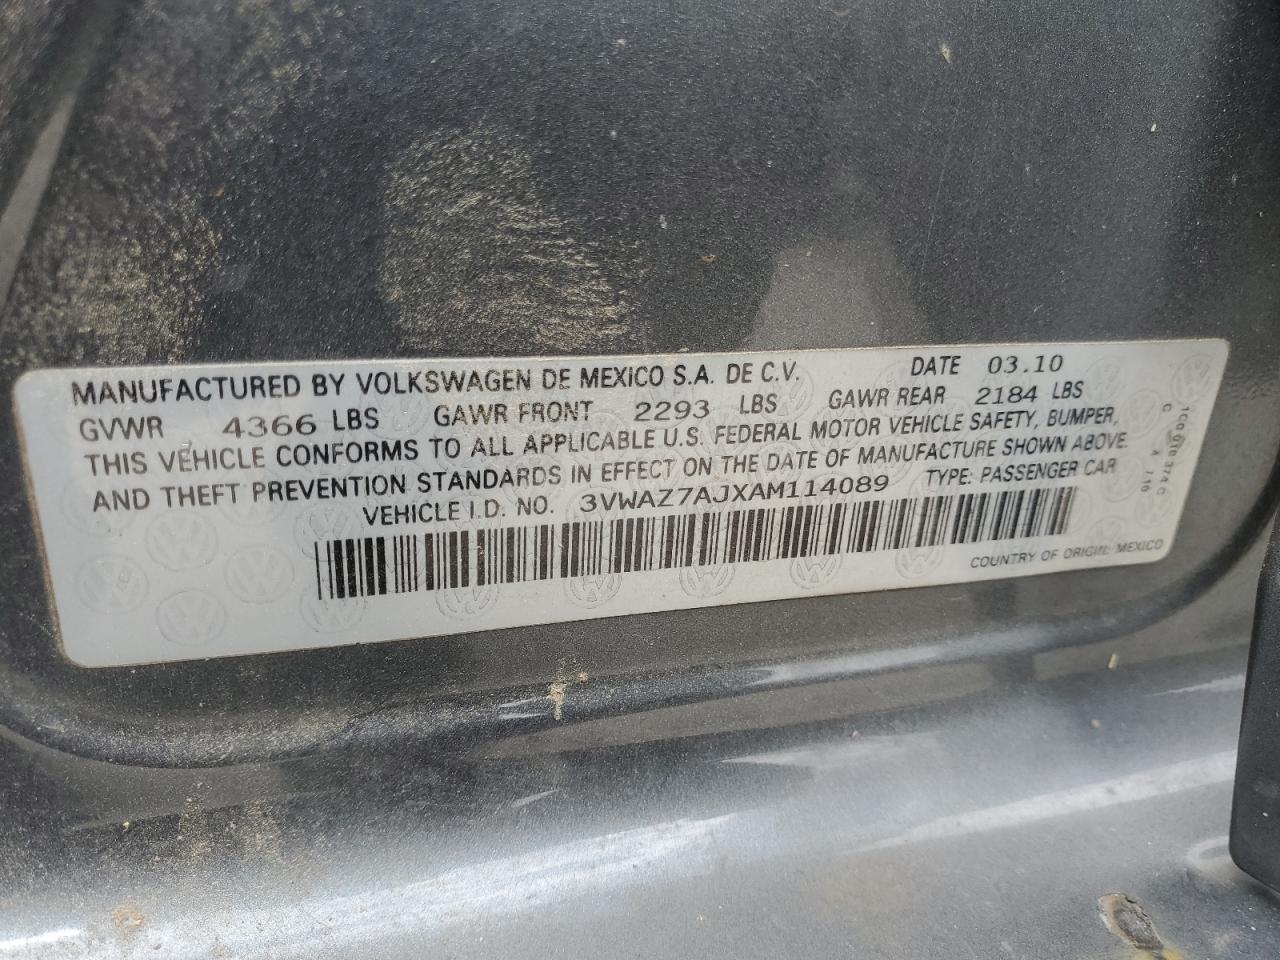 MANUFACTURED BY VOLKSWAGEN DE MEXICO S.A. DE C.V. DATE 03.10
GVWR 4366 LBS GAWR FRONT 2293 LBS GAWR REAR 2184 LBS
THIS VEHICLE CONFORMS TO ALL APPLICABLE U.S. FEDERAL MOTOR VEHICLE SAFETY, BUMPER,
AND THEFT PREVENTION STANDARDS IN EFFECT ON THE DATE OF MANUFACTURE SHOWN ABOVE.
VEHICLE I.D. NO. 3VWAZ7AJXAM114089 TYPE: PASSENGER CAR
COUNTRY OF ORIGIN: MEXICO